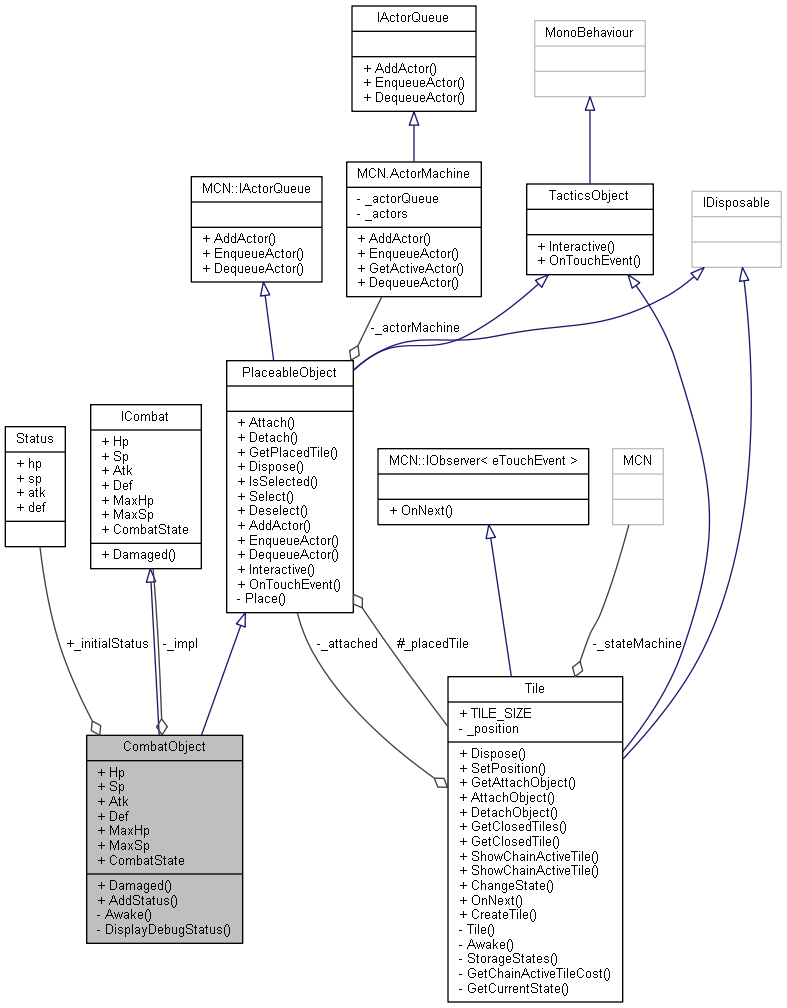 IActorQueue
+ AddActor()
+ EnqueueActor()
+ DequeueActor()
MonoBehaviour
MCN::IActorQueue
+ AddActor()
+ EnqueueActor()
+ DequeueActor()
MCN.ActorMachine
- _actorQueue
- _actors
+ AddActor()
+ EnqueueActor()
+ GetActiveActor()
+ DequeueActor()
TacticsObject
+ Interactive()
+ OnTouchEvent()
IDisposable
-_actorMachine
PlaceableObject
+ Attach()
+ Detach()
+ GetPlacedTile()
+ Dispose()
+ IsSelected()
+ Select()
+ Deselect()
+ AddActor()
+ EnqueueActor()
+ DequeueActor()
+ Interactive()
+ OnTouchEvent()
- Place()
Status
+ hp
+ sp
+ atk
+ def
ICombat
+ Hp
+ Sp
+ Atk
+ Def
+ MaxHp
+ MaxSp
+ CombatState
+ Damaged()
MCN::IObserver< eTouchEvent >
+ OnNext()
MCN
+_initialStatus
-_impl
-_attached
#_placedTile
-_stateMachine
CombatObject
+ Hp
+ Sp
+ Atk
+ Def
+ MaxHp
+ MaxSp
+ CombatState
+ Damaged()
+ AddStatus()
- Awake()
- DisplayDebugStatus()
Tile
+ TILE_SIZE
- _position
+ Dispose()
+ SetPosition()
+ GetAttachObject()
+ AttachObject()
+ DetachObject()
+ GetClosedTiles()
+ GetClosedTile()
+ ShowChainActiveTile()
+ ShowChainActiveTile()
+ ChangeState()
+ OnNext()
+ CreateTile()
- Tile()
- Awake()
- StorageStates()
- GetChainActiveTileCost()
- GetCurrentState()